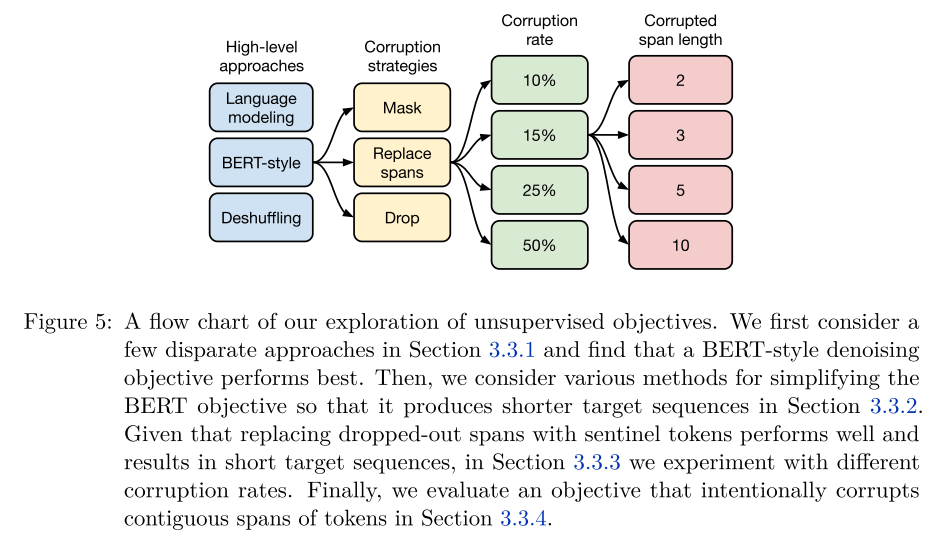 High-level
approaches
Language
modeling
BERT-style
Deshuffling
Corruption
strategies
Mask
Replace
spans
Drop
Corruption
rate
10%
15%
25%
50%
Corrupted
span length
2
3
5
10
Figure 5: A flow chart of our exploration of unsupervised objectives. We first consider a
few disparate approaches in Section 3.3.1 and find that a BERT-style denoising
objective performs best. Then, we consider various methods for simplifying the
BERT objective so that it produces shorter target sequences in Section 3.3.2.
Given that replacing dropped-out spans with sentinel tokens performs well and
results in short target sequences, in Section 3.3.3 we experiment with different
corruption rates. Finally, we evaluate an objective that intentionally corrupts
contiguous spans of tokens in Section 3.3.4.